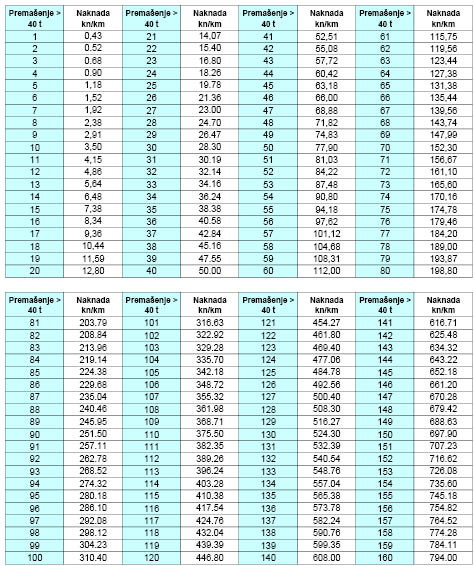 Premašenje > Naknada Premašenje > Naknada Premašenje > Naknada Premašenje > Naknada
40 t kn/km 40 t kn/km 40 t kn/km 40 t kn/km
1 0,43 21 14,07 41 52,51 61 115,75
2 0.52 22 15.40 42 55,08 62 119,56
3 0.68 23 16.80 43 57,72 63 123,44
4 0.90 24 18.26 44 60,42 64 127,38
5 1,18 25 19.78 45 63,18 65 131,38
6 1,52 26 21.36 46 66,00 66 135,44
7 1,92 27 23.00 47 68,88 67 139,56
8 2,38 28 24.70 48 71,82 68 143,74
9 2,91 29 26.47 49 74,83 69 147,99
10 3,50 30 28.30 50 77,90 70 152,30
11 4,15 31 30.19 51 81,03 71 156,67
12 4,86 32 32.14 52 84,22 72 161,10
13 5,64 33 34.16 53 87,48 73 165,60
14 6,48 34 36.24 54 90,80 74 170,16
15 7,38 35 38.38 55 94,18 75 174,78
16 8,34 36 40.58 56 97,62 76 179,46
17 9,36 37 42.84 57 101,12 77 184,20
18 10,44 38 45.16 58 104,68 78 189,00
19 11,59 39 47.55 59 108,31 79 193,87
20 12,80 40 50.00 60 112,00 80 198,80
Premašenje > Naknada Premašenje > Naknada Premašenje > Naknada Premašenje > Naknada
40 t kn/km 40 t kn/km 40 t kn/km 40 t kn/km
81 203.79 101 316.63 121 454.27 141 616.71
82 208.84 102 322.92 122 461.80 142 625.48
83 213.96 103 329.28 123 469.40 143 634.32
84 219.14 104 335.70 124 477.06 144 643.22
85 224.38 105 342.18 125 484.78 145 652.18
86 229.68 106 348.72 126 492.56 146 661.20
87 235.04 107 355.32 127 500.40 147 670.28
88 240.46 108 361.98 128 508.30 148 679.42
89 245.95 109 368.71 129 516.27 149 688.63
90 251.50 110 375.50 130 524.30 150 697.90
91 257.11 111 382.35 131 532.39 151 707.23
92 262.78 112 389.26 132 540.54 152 716.62
93 268.52 113 396.24 133 548.76 153 726.08
94 274.32 114 403.28 134 557.04 154 735.60
95 280.18 115 410.38 135 565.38 155 745.18
96 286.10 116 417.54 136 573.78 156 754.82
97 292.08 117 424.76 137 582.24 157 764.52
98 298.12 118 432.04 138 590.76 158 774.28
99 304.23 119 439.39 139 599.35 159 784.11
100 310.40 120 446.80 140 608.00 160 794.00